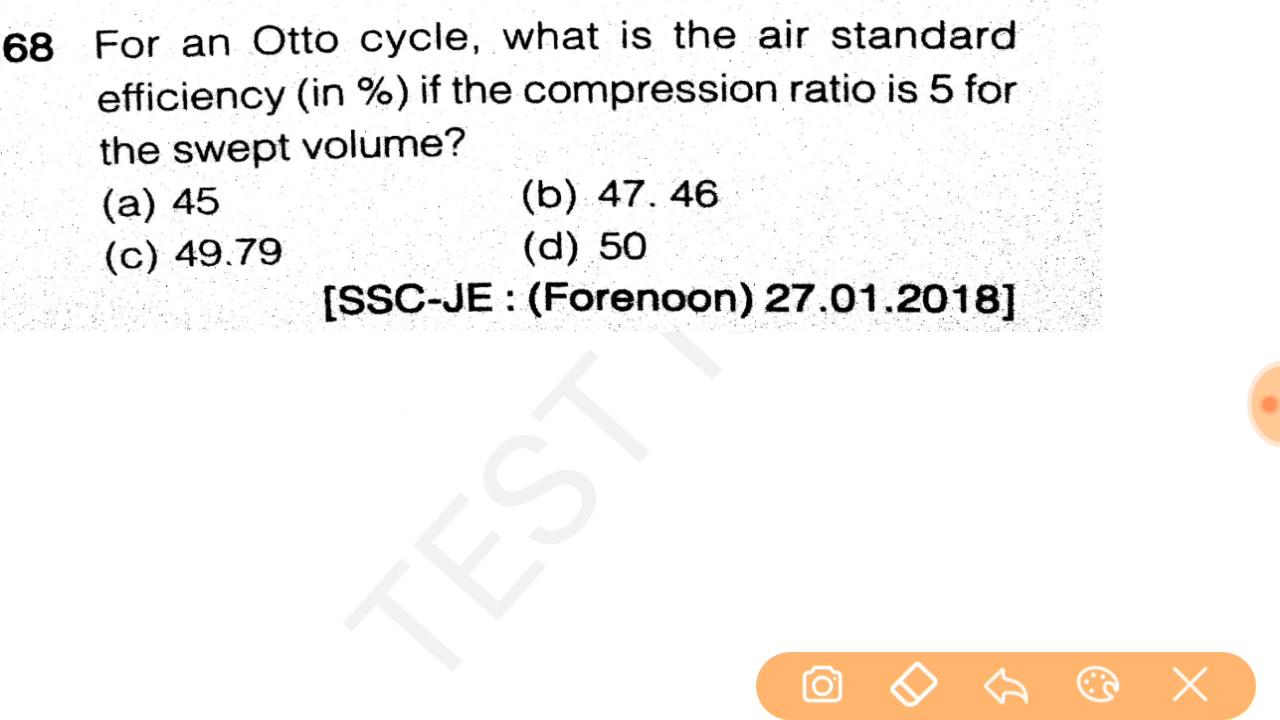 68 For an Otto cycle, what is the air standard
efficiency (in %) if the compression ratio is 5 for
the swept volume?
(a) 45 (b) 47. 46
(c) 49.79 (d) 50
[SSC-JE : (Forenoon) 27.01.2018]
TEST